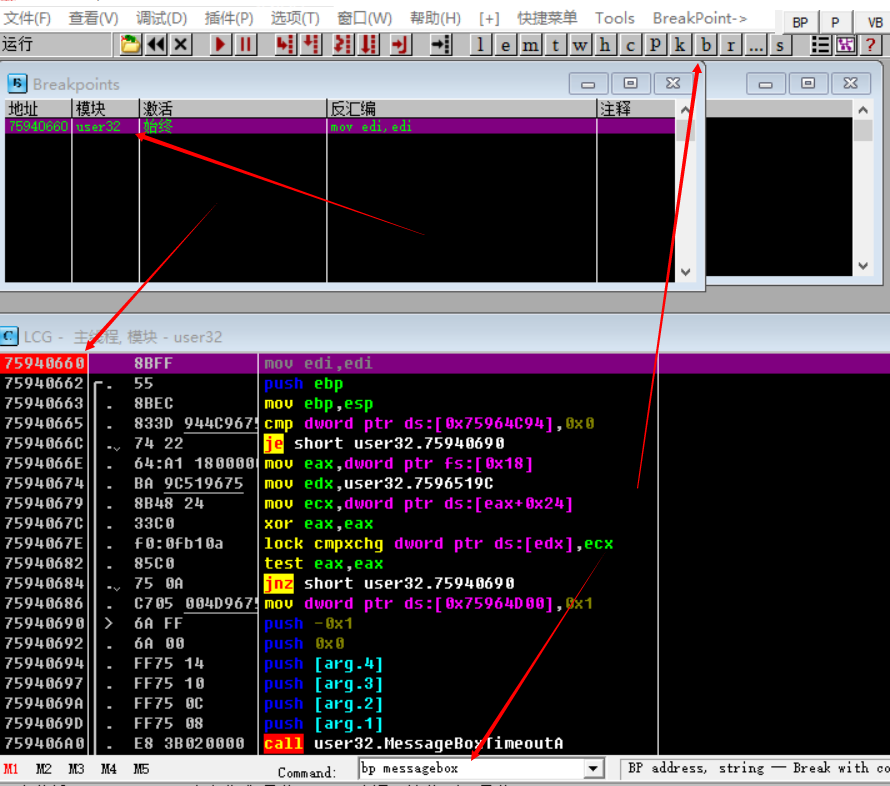 文件(F) 查看(V) 调试(D) 插件(P) 选项(T) 窗口(W) 帮助(H) [+] 快捷菜单 Tools BreakPoint-> BP P VB
运行 l e m t w h c P k b r ... s ?
B Breakpoints
地址 模块 激活 反汇编 注释
75940660 user32 始终 mov edi,edi
C LCG - 主线程, 模块 - user32
75940660 8BFF mov edi,edi
75940662 . 55 push ebp
75940663 . 8BEC mov ebp,esp
75940665 . 833D 944C967 cmp dword ptr ds:[0x75964C94],0x0
7594066C . 74 22 je short user32.75940690
7594066E . 64:A1 180000 mov eax,dword ptr fs:[0x18]
75940674 . BA 9C519675 mov edx,user32.7596519C
75940679 . 8B48 24 mov ecx,dword ptr ds:[eax+0x24]
7594067C . 33C0 xor eax,eax
7594067E . f0:0fb10a lock cmpxchg dword ptr ds:[edx],ecx
75940682 . 85C0 test eax,eax
75940684 . 75 0A jnz short user32.75940690
75940686 . C705 004D967 mov dword ptr ds:[0x75964D00],0x1
75940690 > 6A FF push -0x1
75940692 . 6A 00 push 0x0
75940694 . FF75 14 push [arg.4]
75940697 . FF75 10 push [arg.3]
7594069A . FF75 0C push [arg.2]
7594069D . FF75 08 push [arg.1]
759406A0 . E8 3B020000 call user32.MessageBoxTimeoutA
M1 M2 M3 M4 M5 Command: bp messagebox BP address, string — Break with co